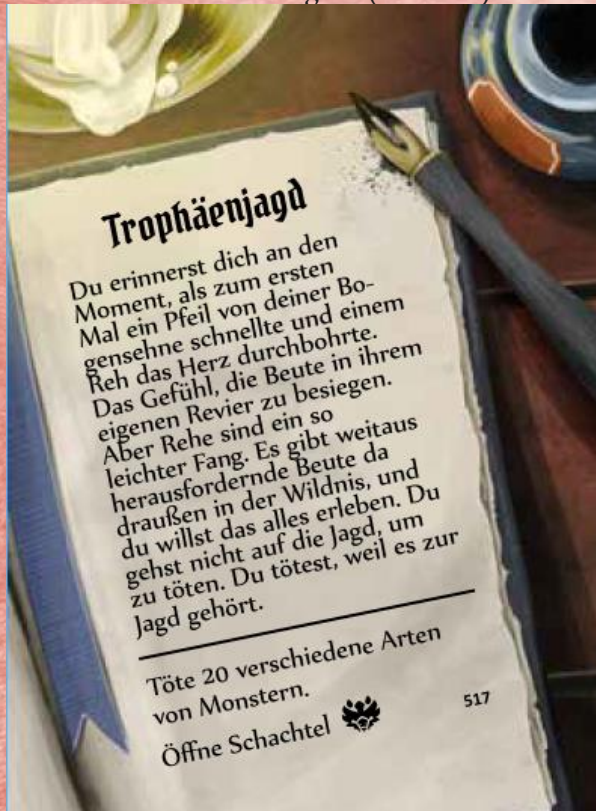 Trophäenjagd
Du erinnerst dich an den
Moment, als zum ersten
Mal ein Pfeil von deiner Bo-
gensehne schnellte und einem
Reh das Herz durchbohrte.
Das Gefühl, die Beute in ihrem
eigenen Revier zu besiegen.
Aber Rehe sind ein so
leichter Fang. Es gibt weitaus
herausfordernde Beute da
draußen in der Wildnis, und
du willst das alles erleben. Du
gehst nicht auf die Jagd, um
zu töten. Du tötest, weil es zur
Jagd gehört.
Töte 20 verschiedene Arten
von Monstern.
Öffne Schachtel
517